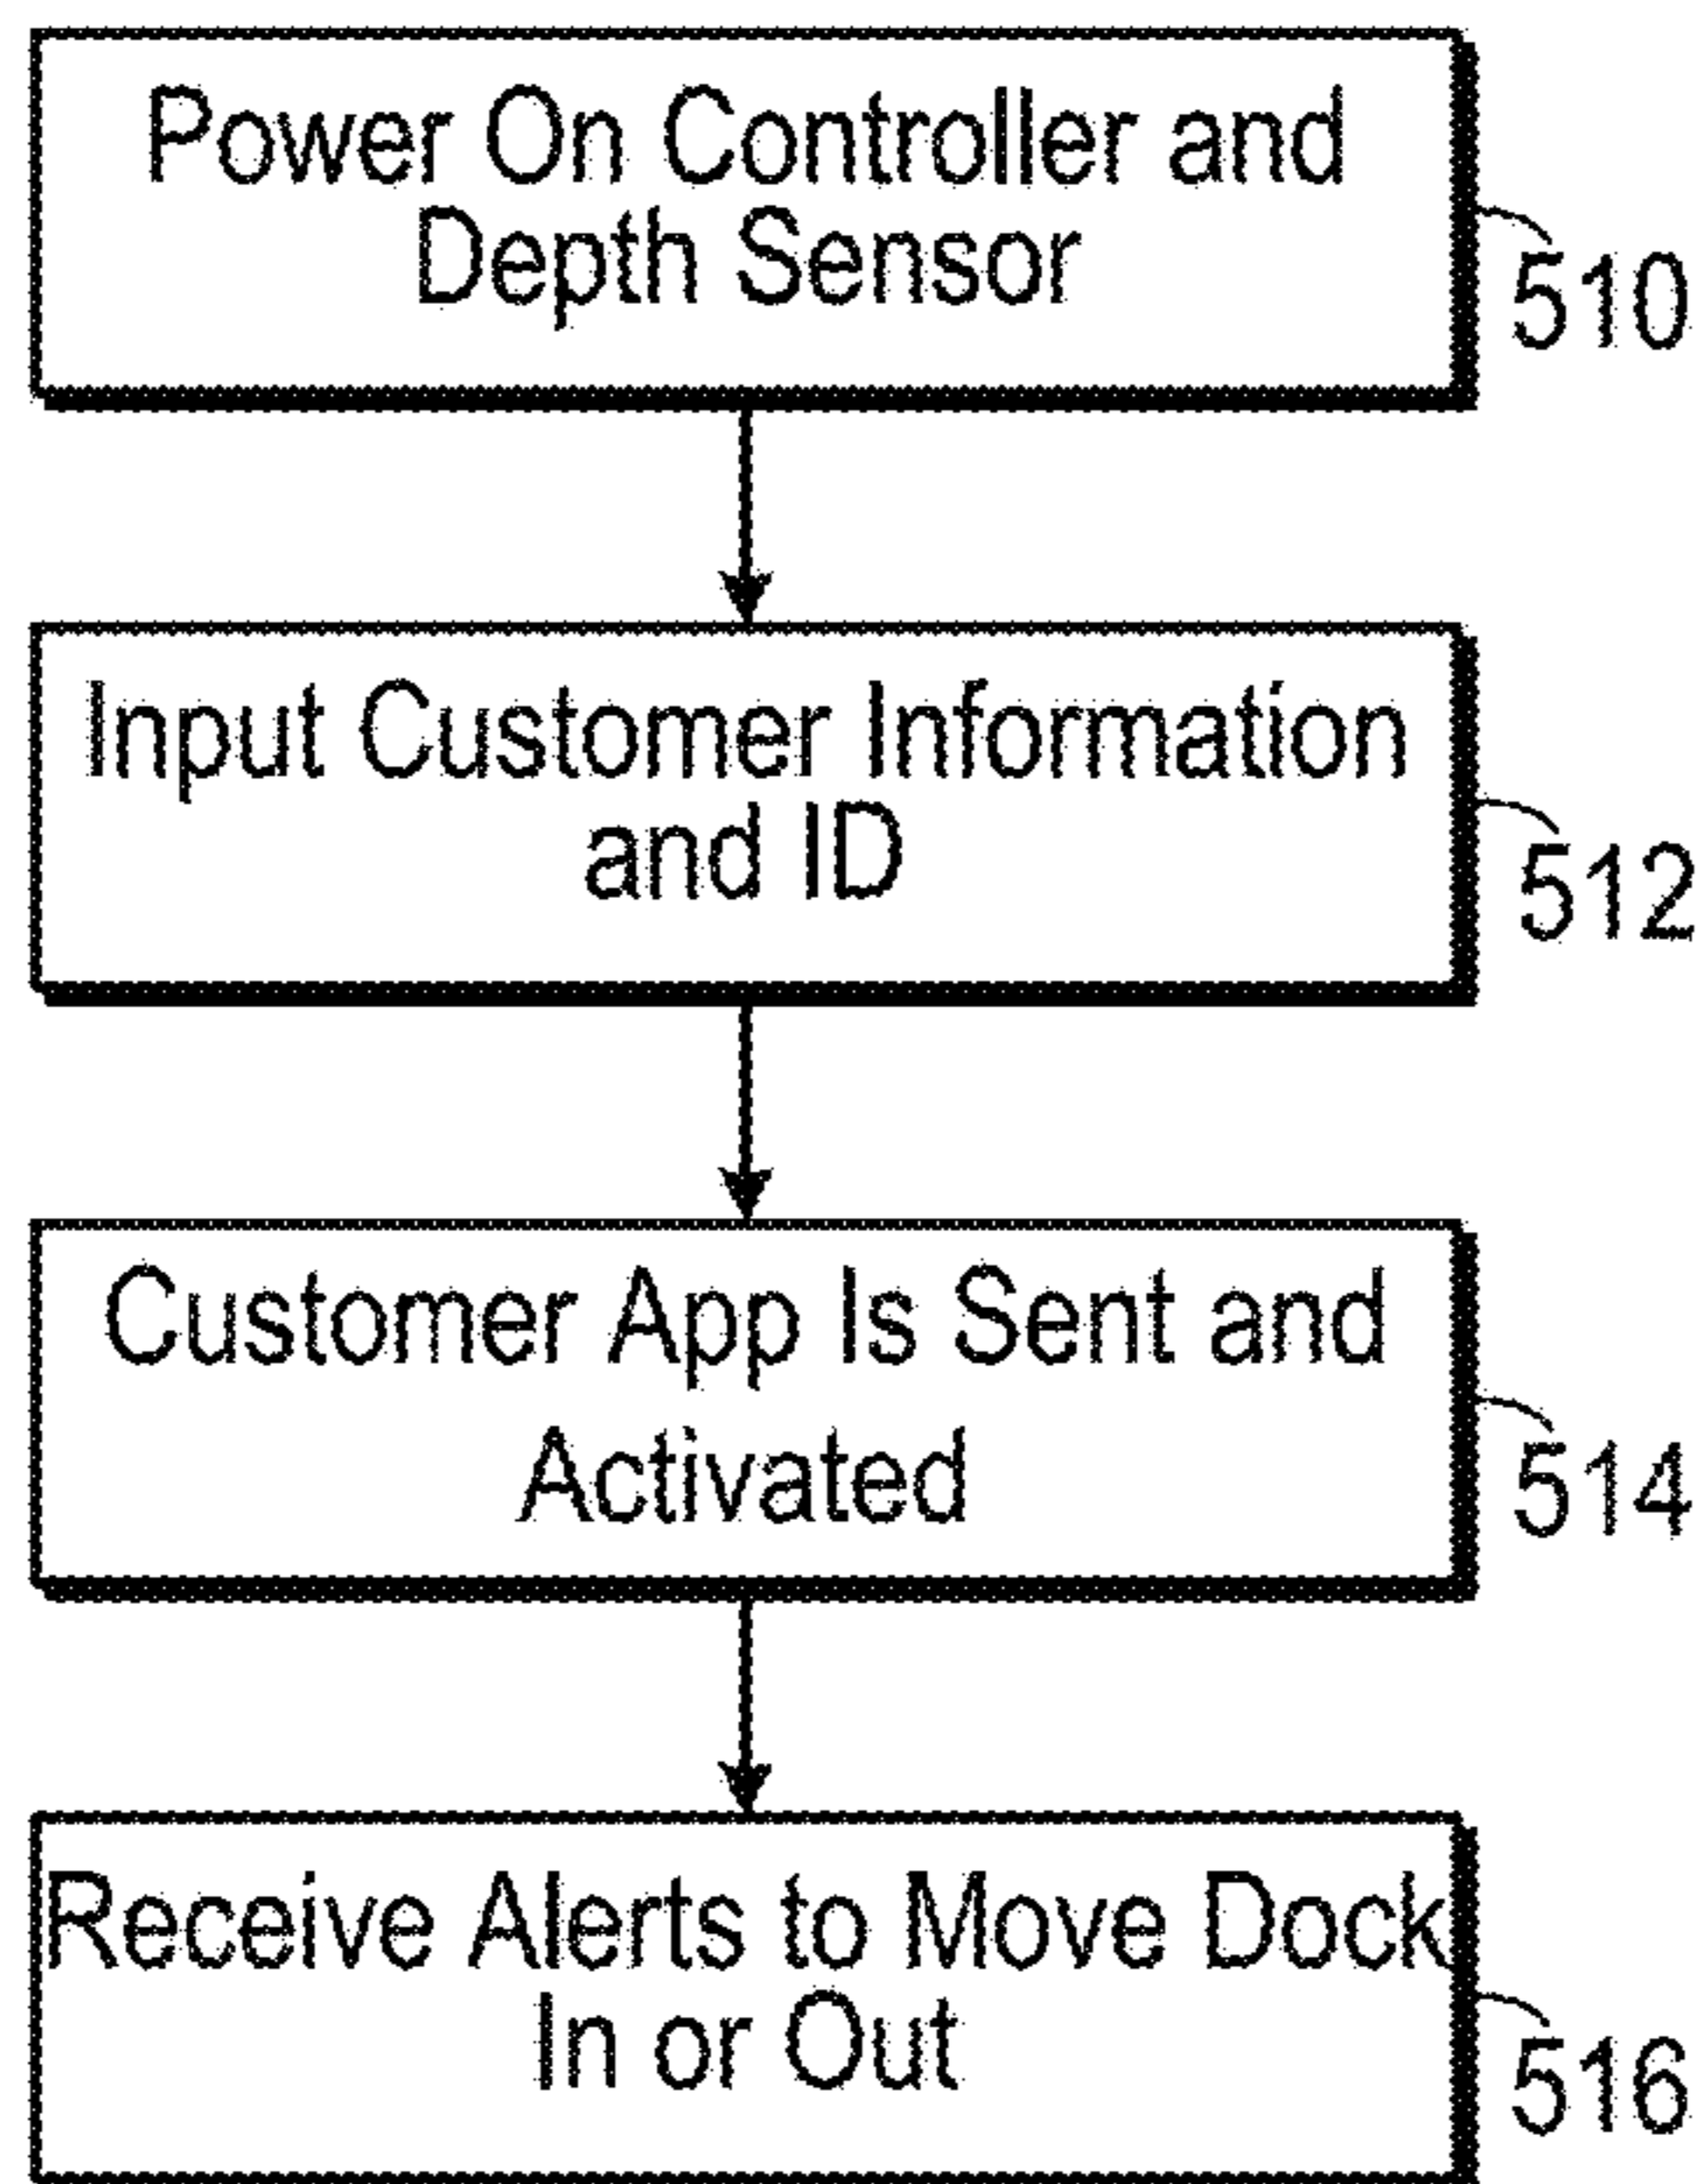 Power On Controller and
Depth Sensor
510
Input Customer Information
and ID
512
Customer App Is Sent and
Activated
514
Receive Alerts to Move Dock
In or Out
516